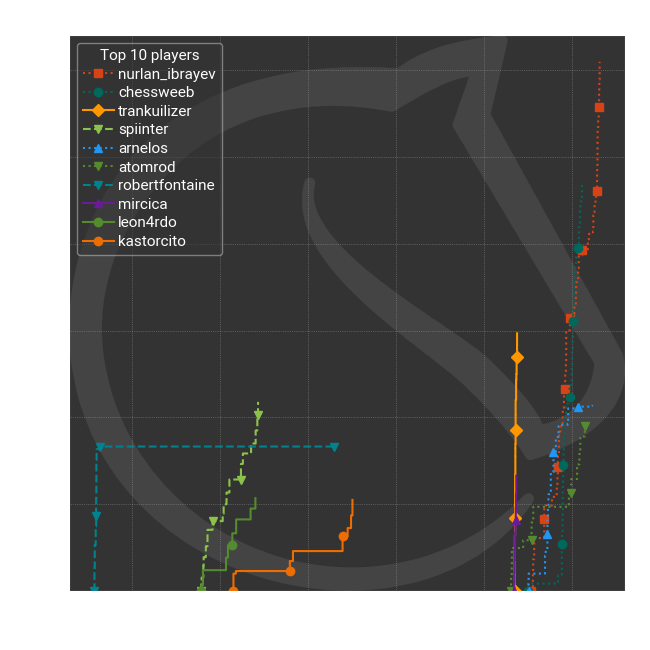 Top 10 players
nurlan_ibrayev
chessweeb
trankuilizer
spiinter
arnelos
atomrod
robertfontaine
mircica
leon4rdo
kastorcito